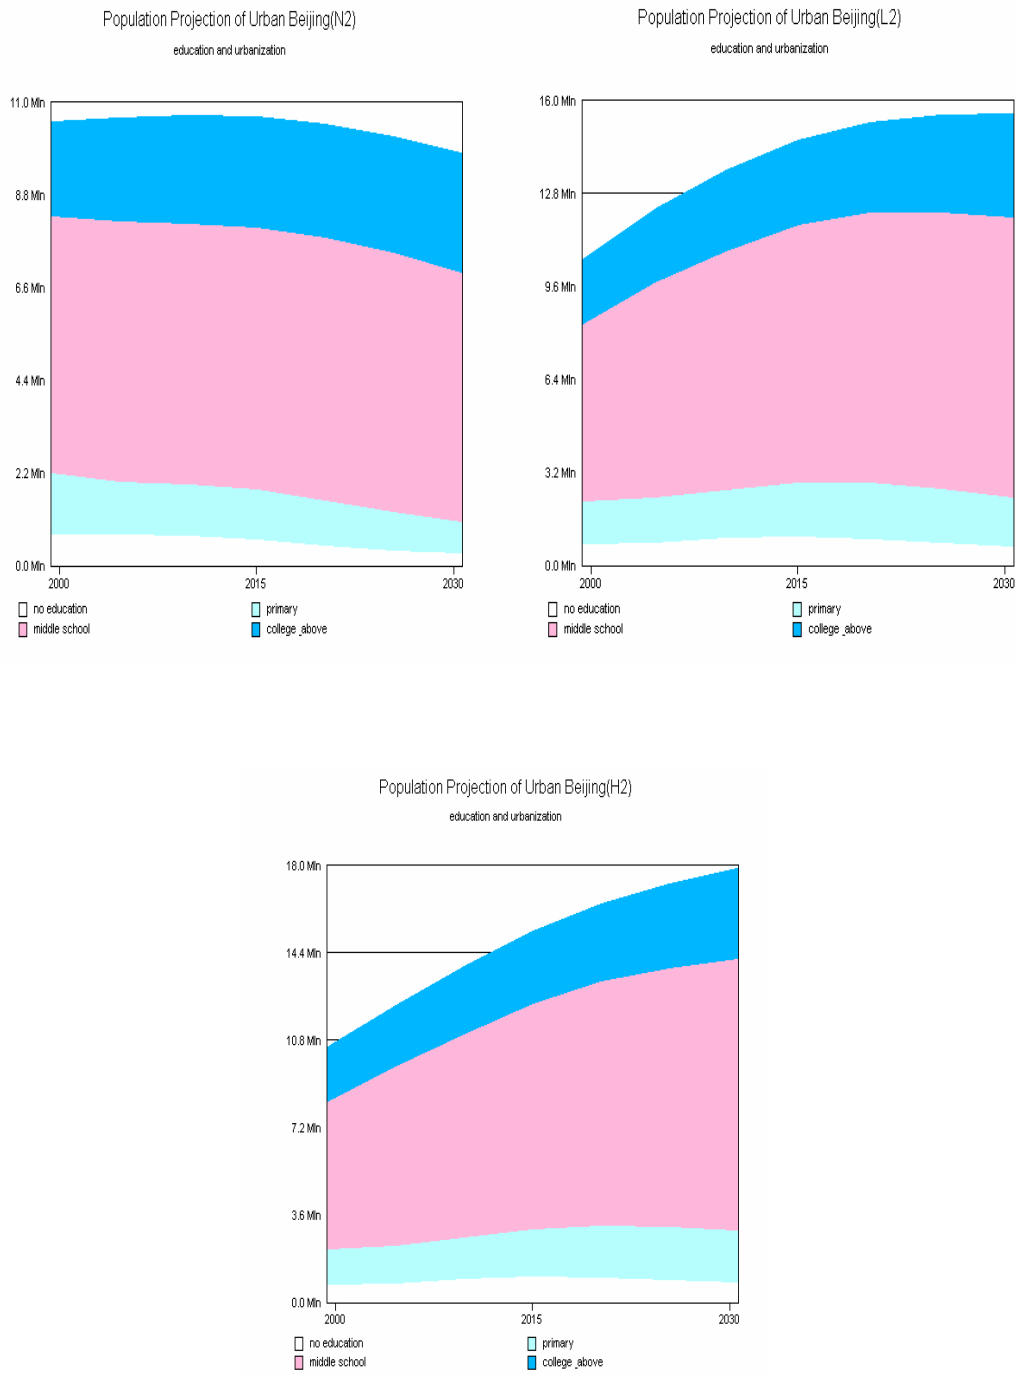 Population Projection of Urban Beijing(N2)
education and urbanization
11.0 Mln
8.8 Mln
6.6 Mln
4.4 Mln
2.2 Mln
0.0 Mln
2000 2015 2030
no education primary
middle school college_above
Population Projection of Urban Beijing(L2)
education and urbanization
16.0 Mln
12.8 Mln
9.6 Mln
6.4 Mln
3.2 Mln
0.0 Mln
2000 2015 2030
no education primary
middle school college_above
Population Projection of Urban Beijing(H2)
education and urbanization
18.0 Mln
14.4 Mln
10.8 Mln
7.2 Mln
3.6 Mln
0.0 Mln
2000 2015 2030
no education primary
middle school college_above